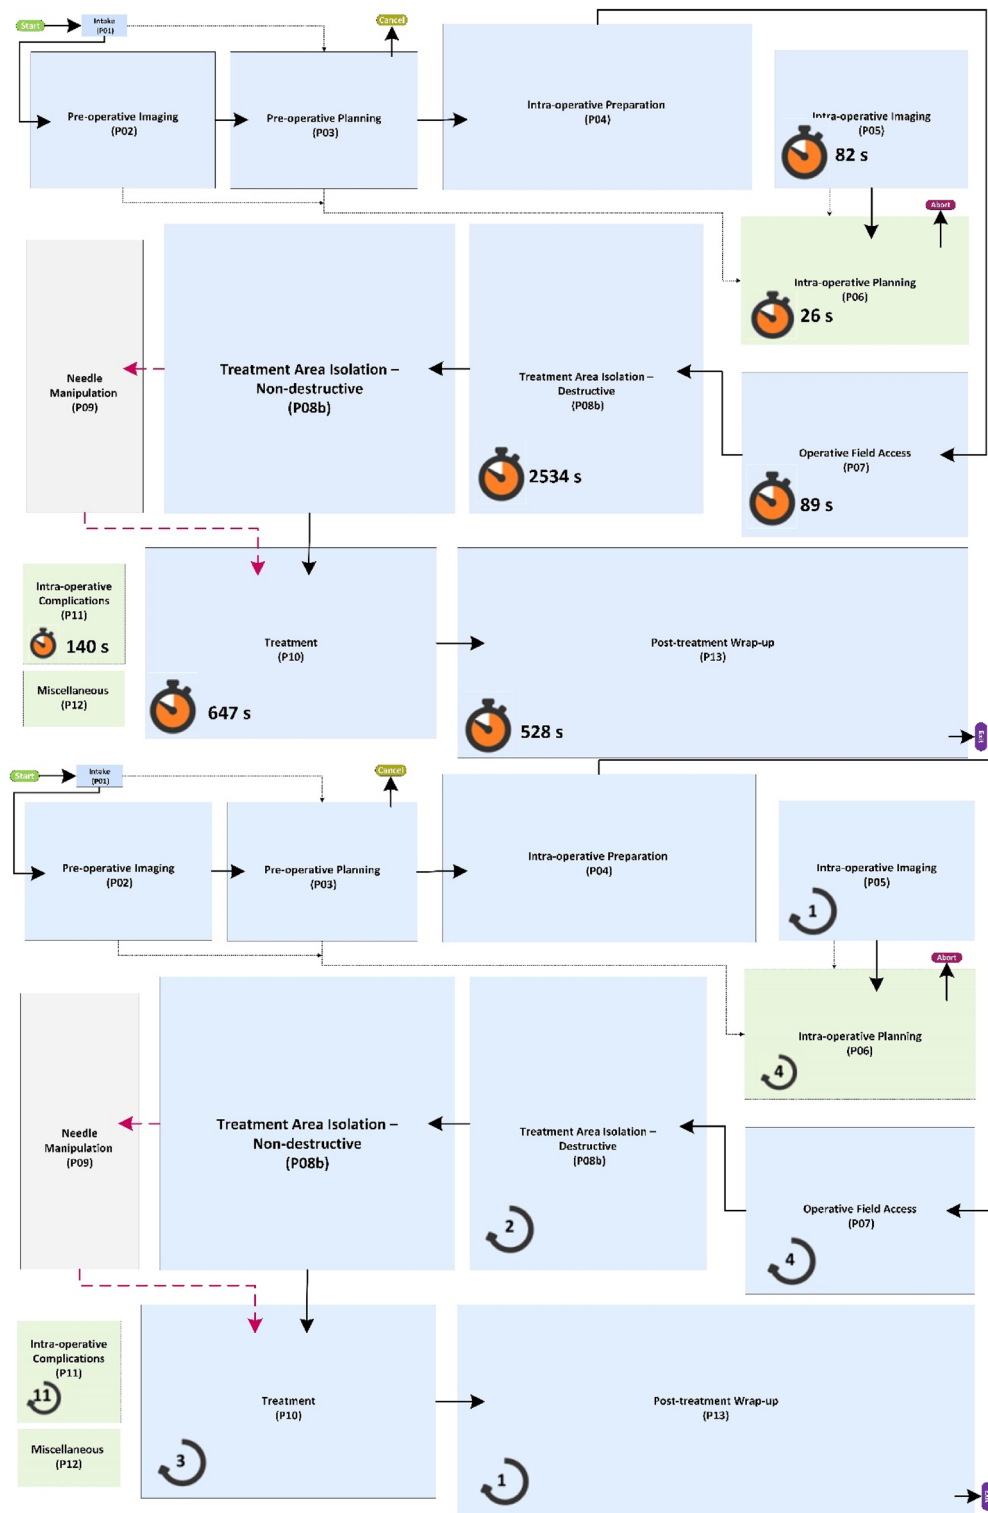 Start
Intake
(P01)
Cancel
Pre-operative Imaging
(P02)
Pre-operative Planning
(P03)
Intra-operative Preparation
(P04)
Intra-operative Imaging
(P05)
82 s
Abort
Intra-operative Planning
(P06)
26 s
Needle
Manipulation
(P09)
Treatment Area Isolation –
Non-destructive
(P08b)
Treatment Area Isolation –
Destructive
(P08b)
2534 s
Operative Field Access
(P07)
89 s
Intra-operative
Complications
(P11)
140 s
Miscellaneous
(P12)
Treatment
(P10)
647 s
Post-treatment Wrap-up
(P13)
528 s
Exit
Start
Intake
(P01)
Cancel
Pre-operative Imaging
(P02)
Pre-operative Planning
(P03)
Intra-operative Preparation
(P04)
Intra-operative Imaging
(P05)
1
Abort
Intra-operative Planning
(P06)
4
Needle
Manipulation
(P09)
Treatment Area Isolation –
Non-destructive
(P08b)
Treatment Area Isolation –
Destructive
(P08b)
2
Operative Field Access
(P07)
4
Intra-operative
Complications
(P11)
11
Miscellaneous
(P12)
Treatment
(P10)
3
Post-treatment Wrap-up
(P13)
1
Exit